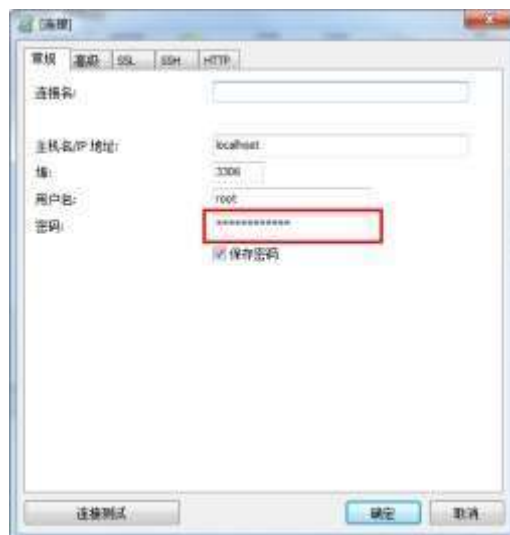 [连接]
常规 高级 SSL SSH HTTP
连接名:
主机名/IP 地址: localhost
埠: 3306
用户名: root
密码: ************
保存密码
连接测试 确定 取消